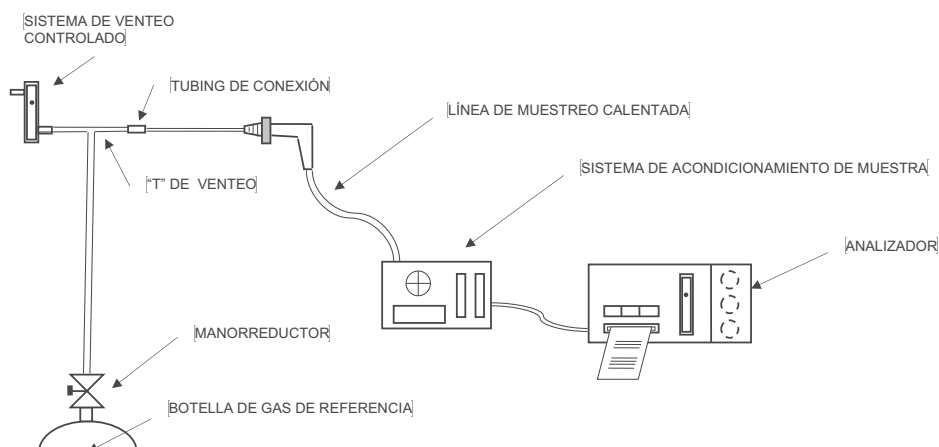 SISTEMA DE VENTEO
CONTROLADO
TUBING DE CONEXIÓN
LÍNEA DE MUESTREO CALENTADA
SISTEMA DE ACONDICIONAMIENTO DE MUESTRA
"T" DE VENTEO
ANALIZADOR
MANORREDUCTOR
BOTELLA DE GAS DE REFERENCIA